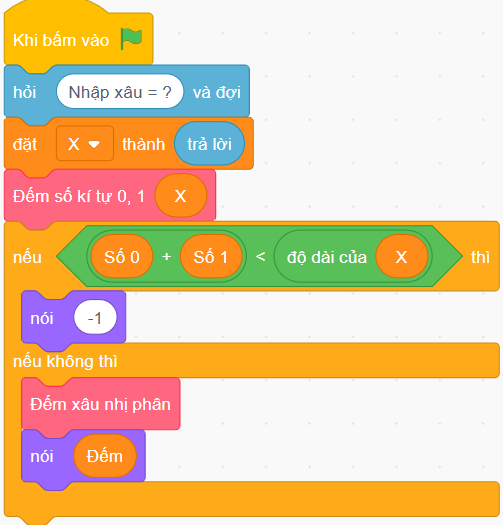 Khi bấm vào
hỏi Nhập xâu = ? và đợi
đặt X thành trả lời
Đếm số kí tự 0, 1 X
nếu Số 0 + Số 1 < độ dài của X thì
nói -1
nếu không thì
Đếm xâu nhị phân
nói Đếm